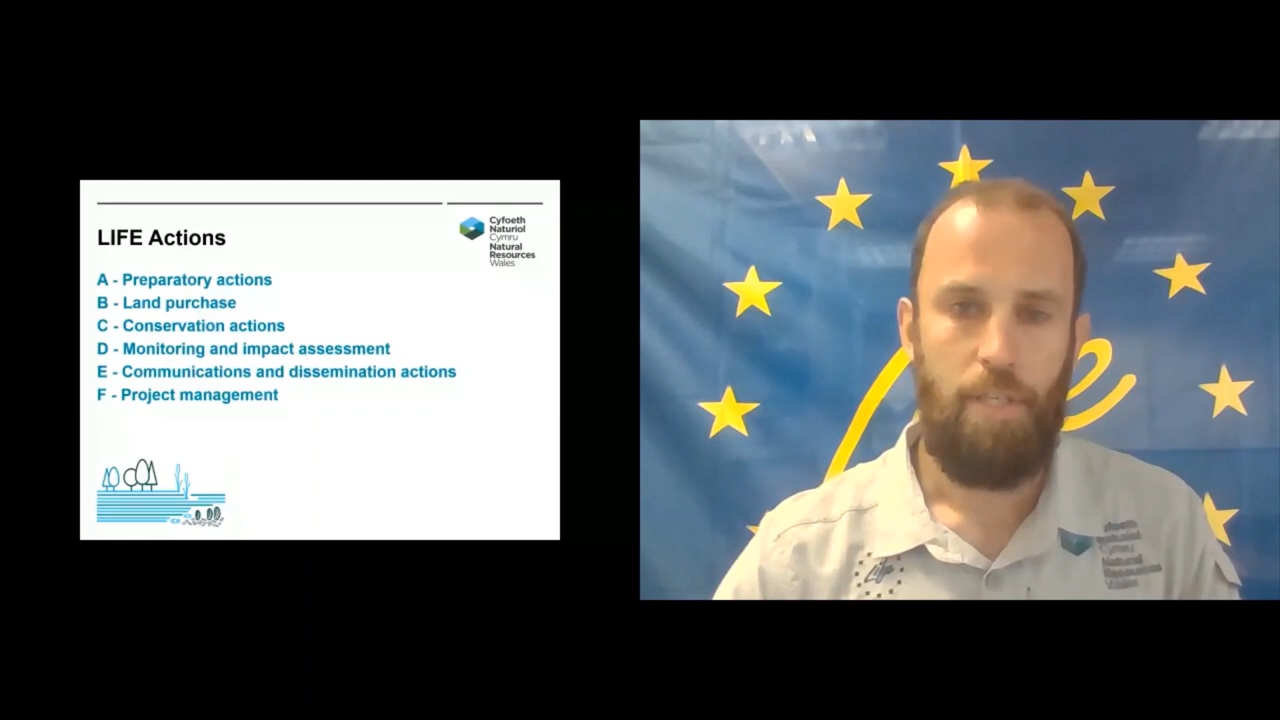 LIFE Actions
Cyfoeth
Naturiol
Cymru
Natural
Resources
Wales
A - Preparatory actions
B - Land purchase
C - Conservation actions
D - Monitoring and impact assessment
E - Communications and dissemination actions
F - Project management
Life